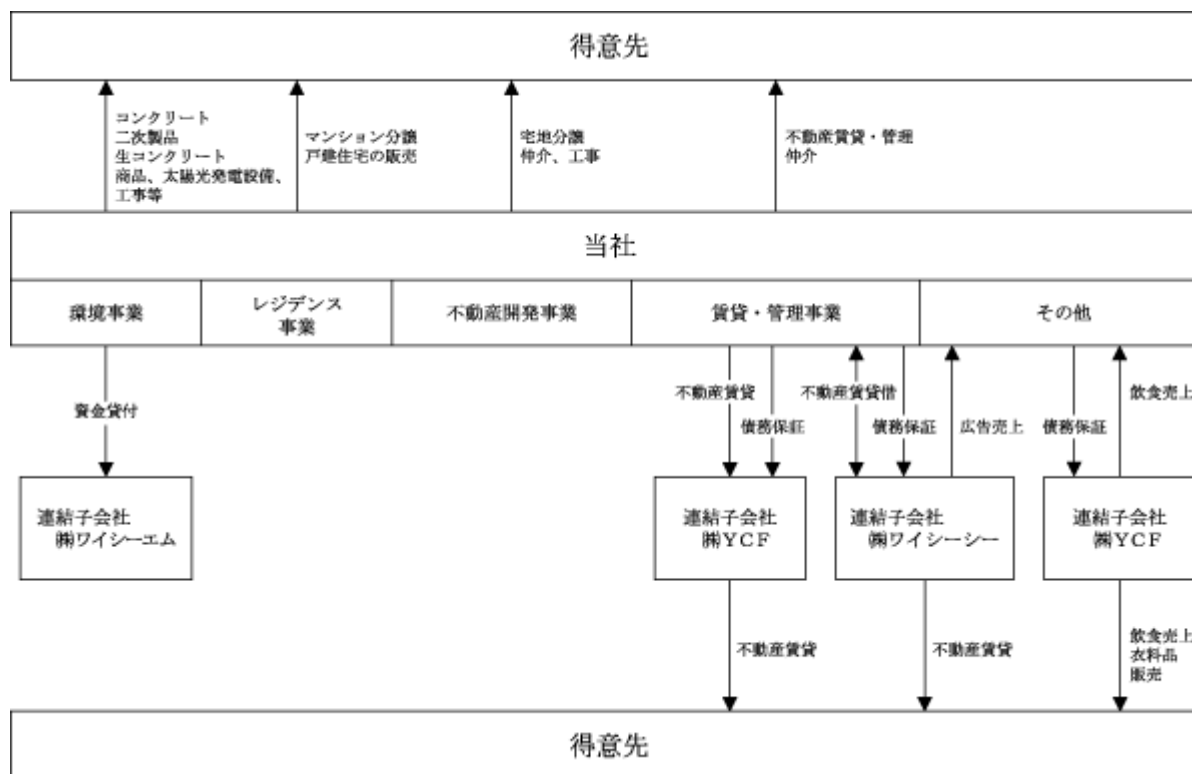 得意先
コンクリート
二次製品
生コンクリート
商品、太陽光発電設備、
工事等
マンション分譲
戸建住宅の販売
宅地分譲
仲介、工事
不動産賃貸・管理
仲介
当社
環境事業
レジデンス
事業
不動産開発事業
賃貸・管理事業
その他
資金貸付
不動産賃貸
債務保証
不動産賃貸借
債務保証
広告売上
債務保証
飲食売上
連結子会社
㈱ワイシーエム
連結子会社
㈱ＹＣＦ
連結子会社
㈱ワイシーシー
連結子会社
㈱ＹＣＦ
不動産賃貸
不動産賃貸
飲食売上
衣料品
販売
得意先